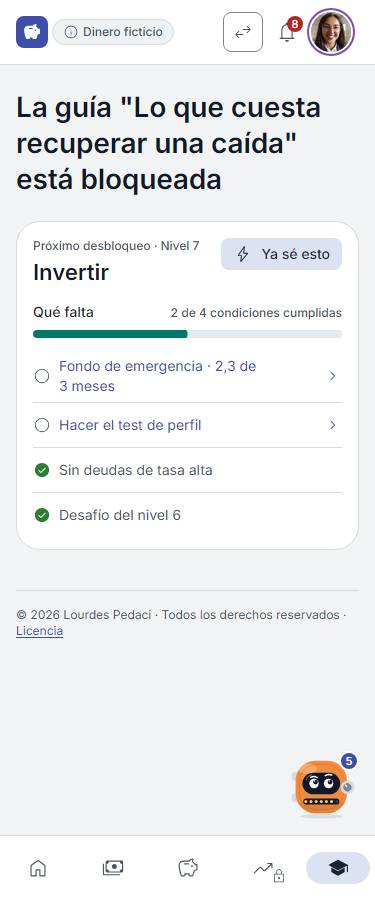 Dinero ficticio
8
La guía "Lo que cuesta
recuperar una caída"
está bloqueada
Próximo desbloqueo · Nivel 7
Ya sé esto
Invertir
Qué falta
2 de 4 condiciones cumplidas
Fondo de emergencia · 2,3 de
3 meses
Hacer el test de perfil
Sin deudas de tasa alta
Desafío del nivel 6
© 2026 Lourdes Pedaci · Todos los derechos reservados ·
Licencia
5